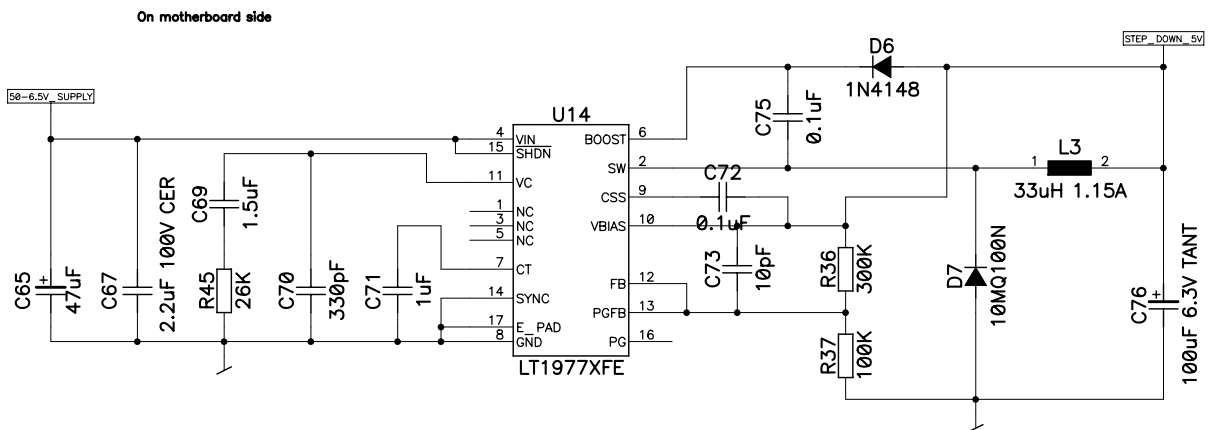 On motherboard side
STEP_DOWN_5V
50-6.5V_SUPPLY
D6
1N4148
C75
0.1uF
U14
4
VIN
15
SHDN
11
VC
1
NC
3
NC
5
NC
7
CT
14
SYNC
17
E_PAD
8
GND
BOOST
6
SW
2
CSS
9
VBIAS
10
FB
12
PGFB
13
PG
16
LT1977XFE
C65
47uF
+
C67
2.2uF 100V CER
C69
1.5uF
R45
26K
C70
330pF
C71
1uF
C72
0.1uF
C73
10pF
R36
300K
R37
100K
D7
10MQ100N
1
L3
2
33uH 1.15A
C76
+
100uF 6.3V TANT